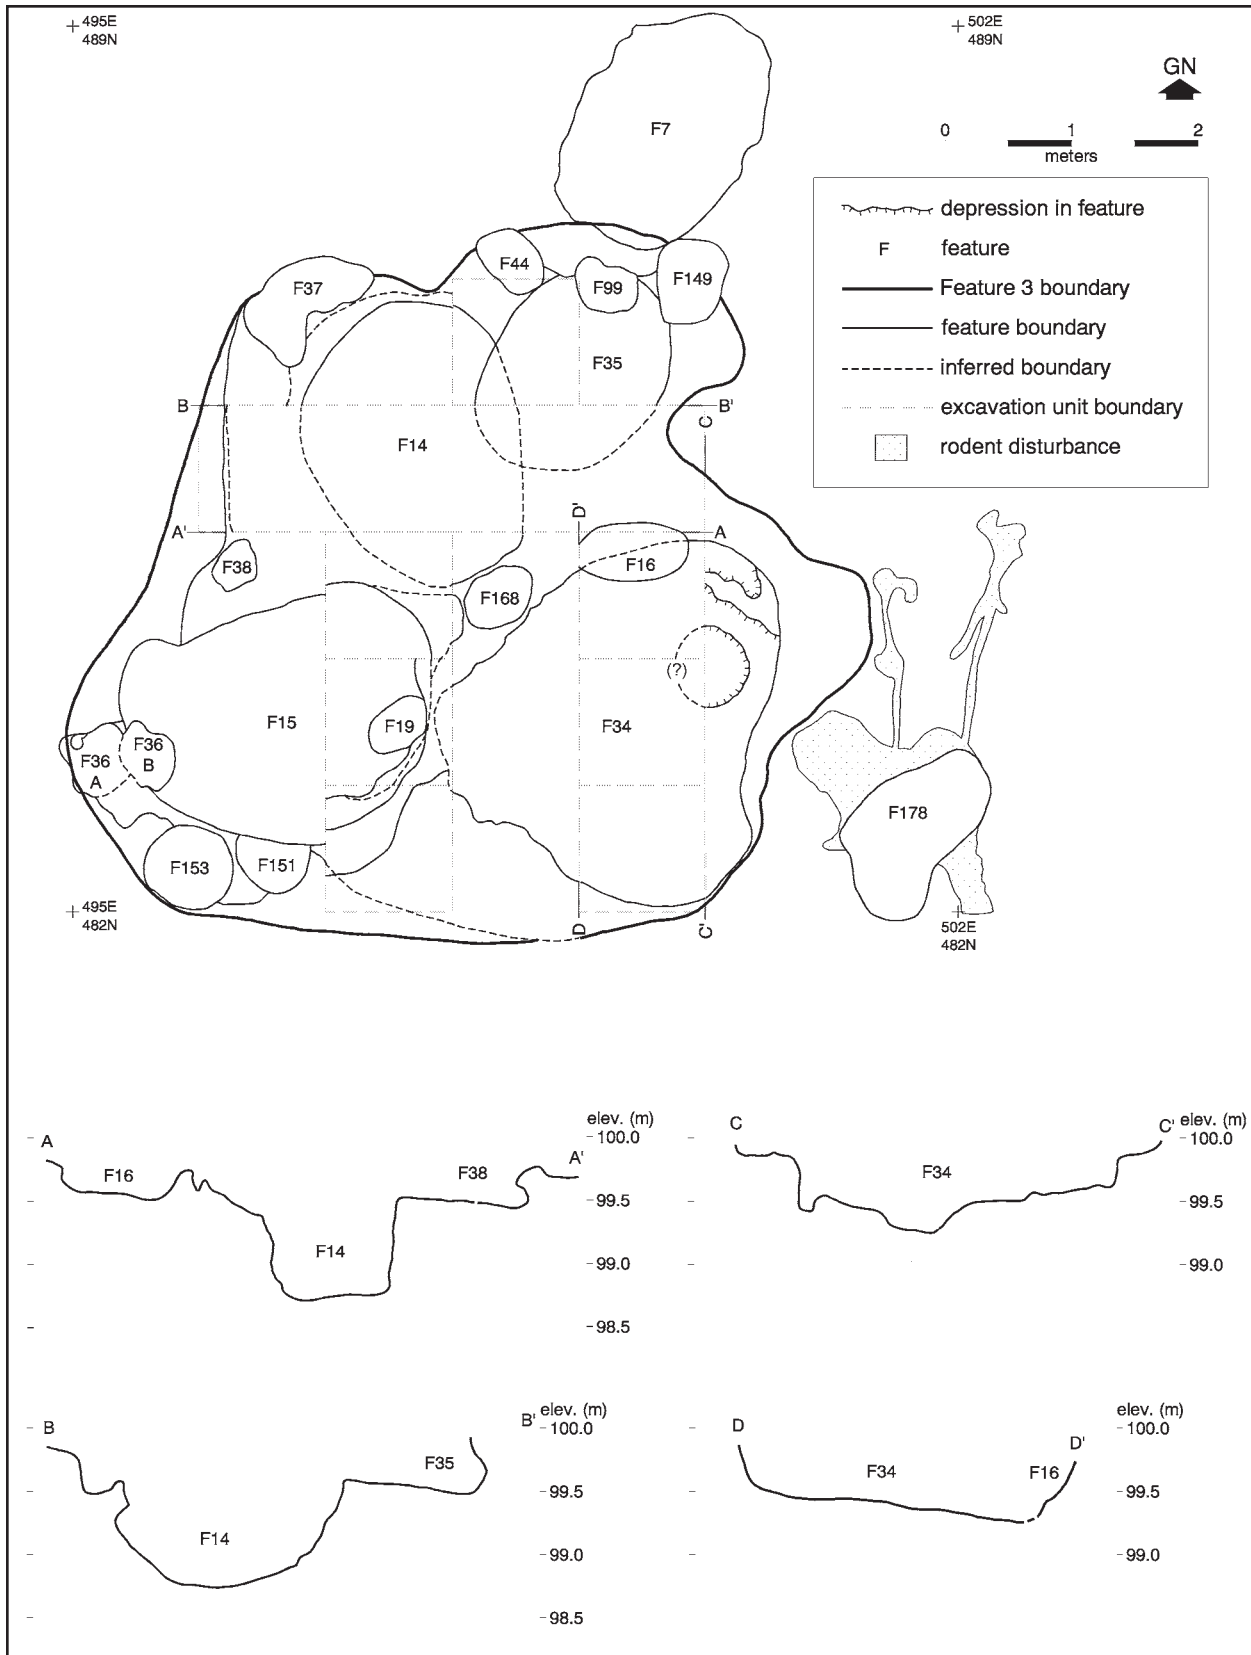 495E
489N
502E
489N
GN
0 1 2
meters
F7
depression in feature
F feature
Feature 3 boundary
feature boundary
inferred boundary
excavation unit boundary
rodent disturbance
F44
F37
F99
F149
F35
B
B'
C
F14
D'
A'
A
F38
F16
F168
(?)
F15
F19
F34
F36
A
F36
B
F178
F153
F151
495E
482N
D
C'
502E
482N
A
F16
F38
A'
elev. (m)
100.0
99.5
F14
99.0
98.5
C
F34
C'
elev. (m)
100.0
99.5
99.0
B
F35
B'
elev. (m)
100.0
99.5
F14
99.0
98.5
D
F34
F16
D'
elev. (m)
100.0
99.5
99.0